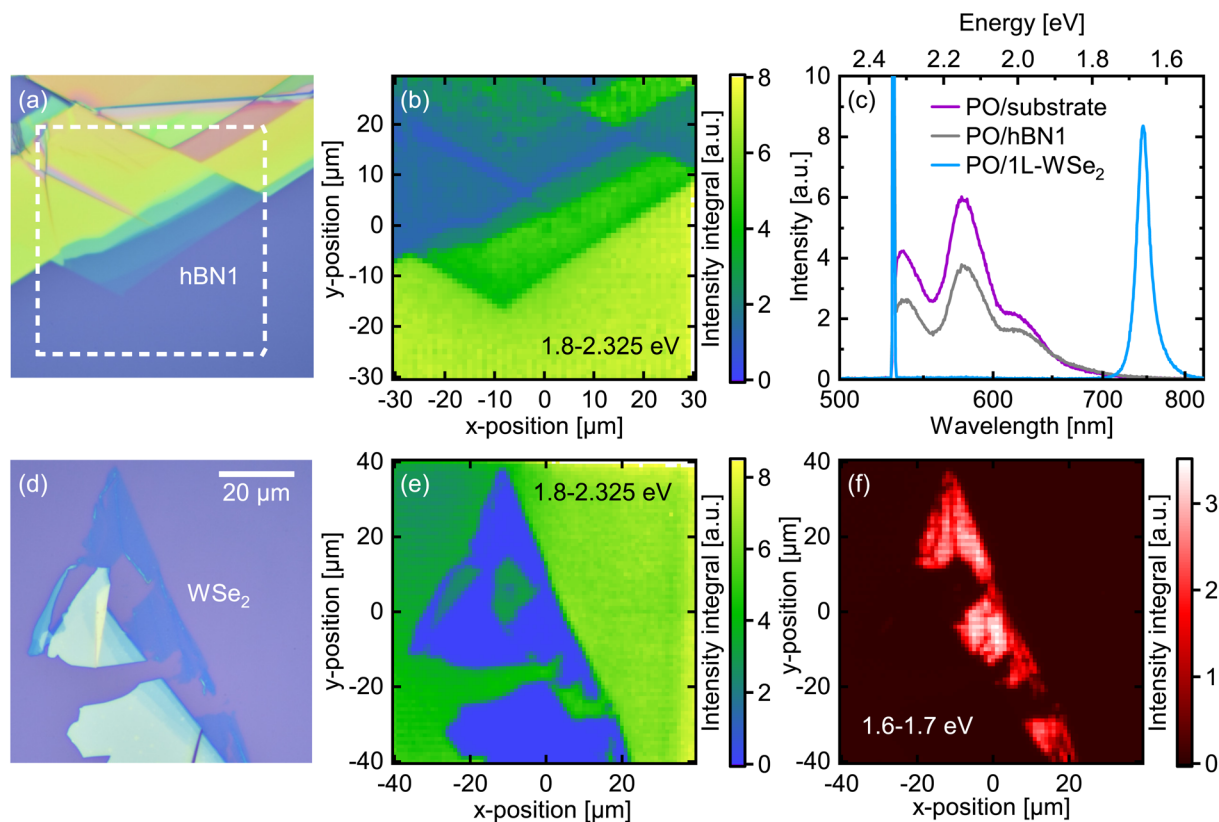 (a)
hBN1
(b)
20
10
0
-10
-20
-30
y-position [µm]
-30 -20 -10 0 10 20 30
x-position [µm]
1.8-2.325 eV
8
6
4
2
0
Intensity integral [a.u.]
Energy [eV]
2.4 2.2 2.0 1.8 1.6
(c)
PO/substrate
PO/hBN1
PO/1L-WSe₂
10
8
6
4
2
0
Intensity [a.u.]
500 600 700 800
Wavelength [nm]
(d)
20 µm
WSe₂
(e)
1.8-2.325 eV
40
20
0
-20
-40
y-position [µm]
-40 -20 0 20
x-position [µm]
8
6
4
2
0
Intensity integral [a.u.]
(f)
1.6-1.7 eV
40
20
0
-20
-40
y-position [µm]
-40 -20 0 20
x-position [µm]
3
2
1
0
Intensity integral [a.u.]